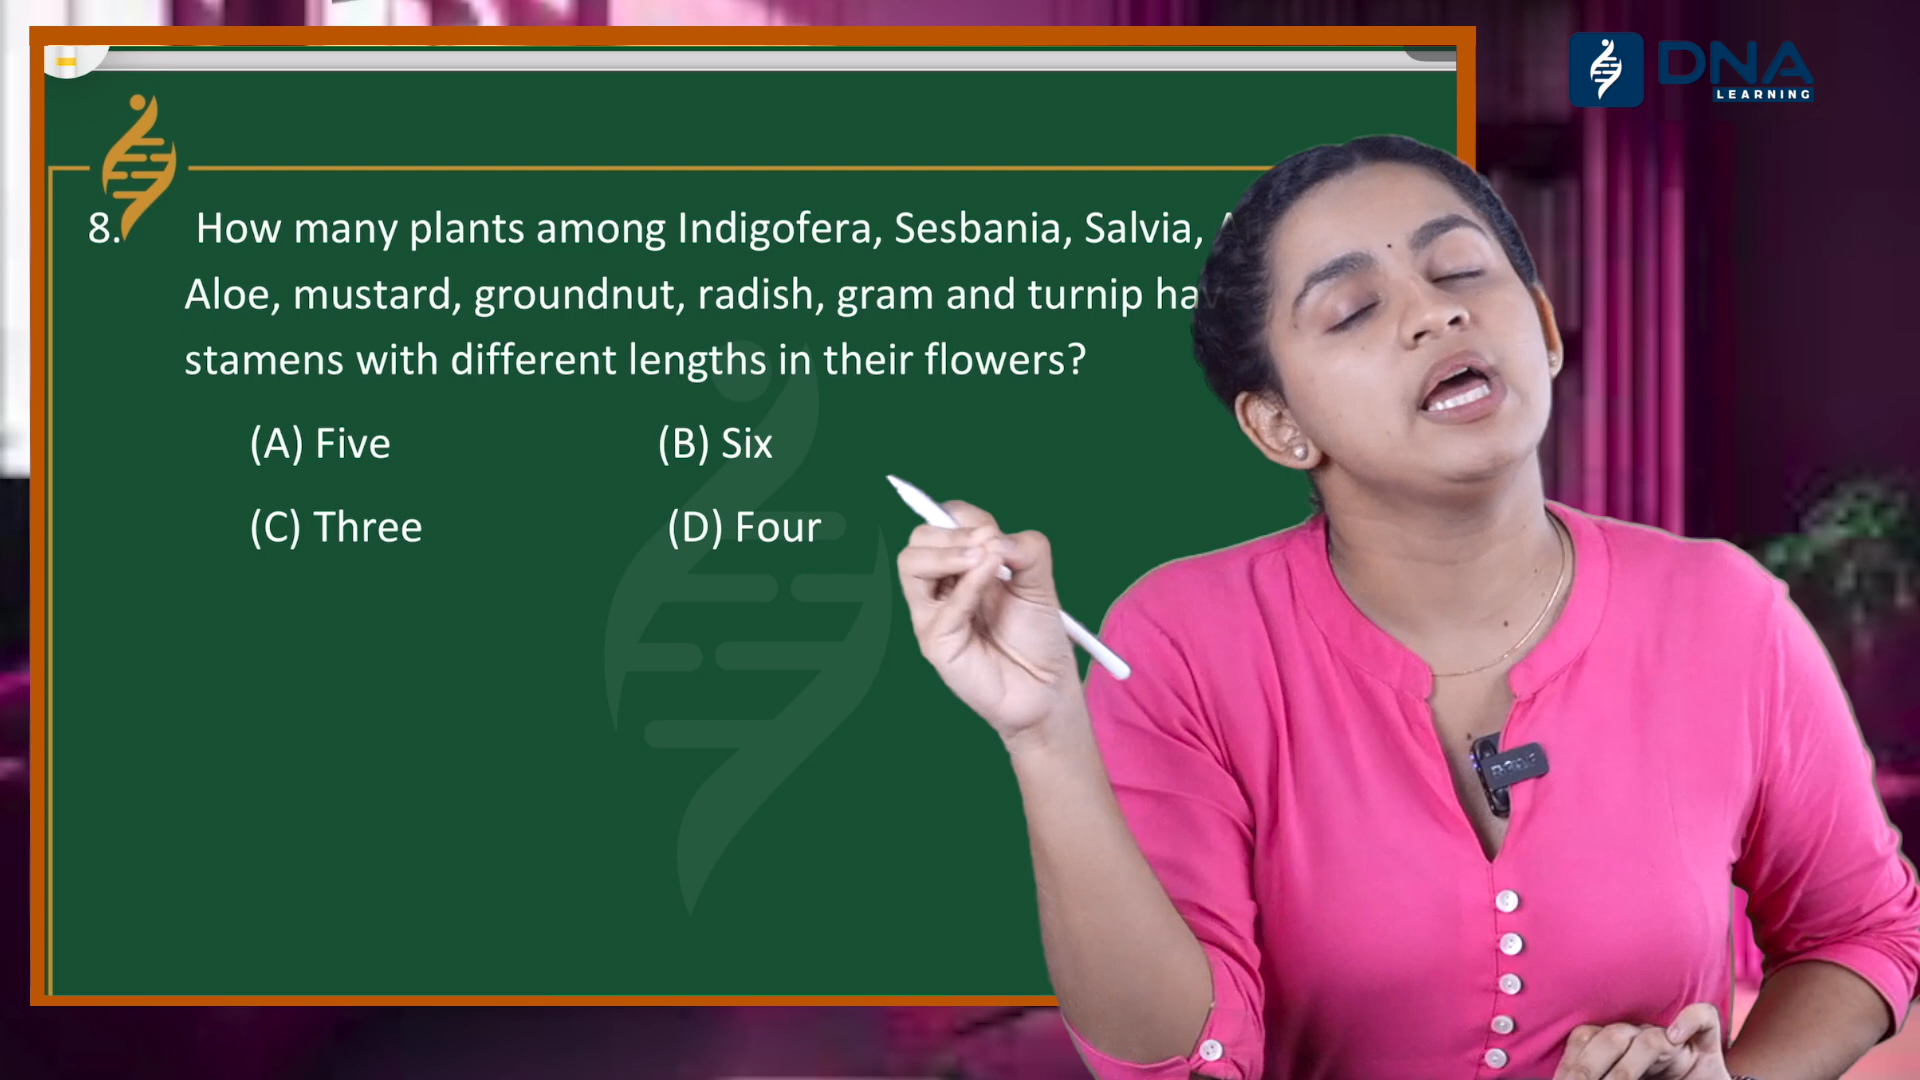 DNA
LEARNING
8. How many plants among Indigofera, Sesbania, Salvia,
Aloe, mustard, groundnut, radish, gram and turnip
stamens with different lengths in their flowers?
(A) Five (B) Six
(C) Three (D) Four